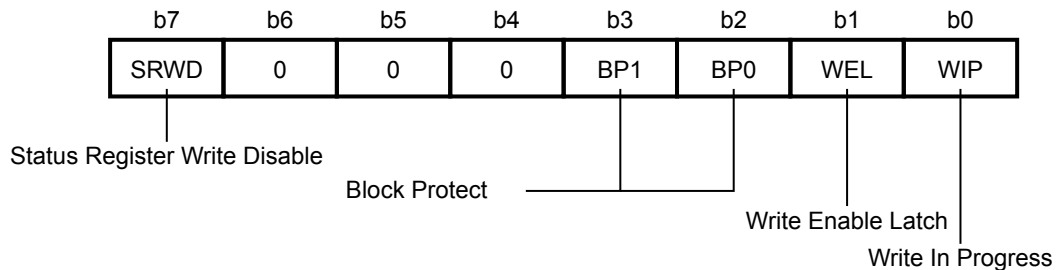 b7 b6 b5 b4 b3 b2 b1 b0
SRWD 0 0 0 BP1 BP0 WEL WIP
Status Register Write Disable
Block Protect
Write Enable Latch
Write In Progress